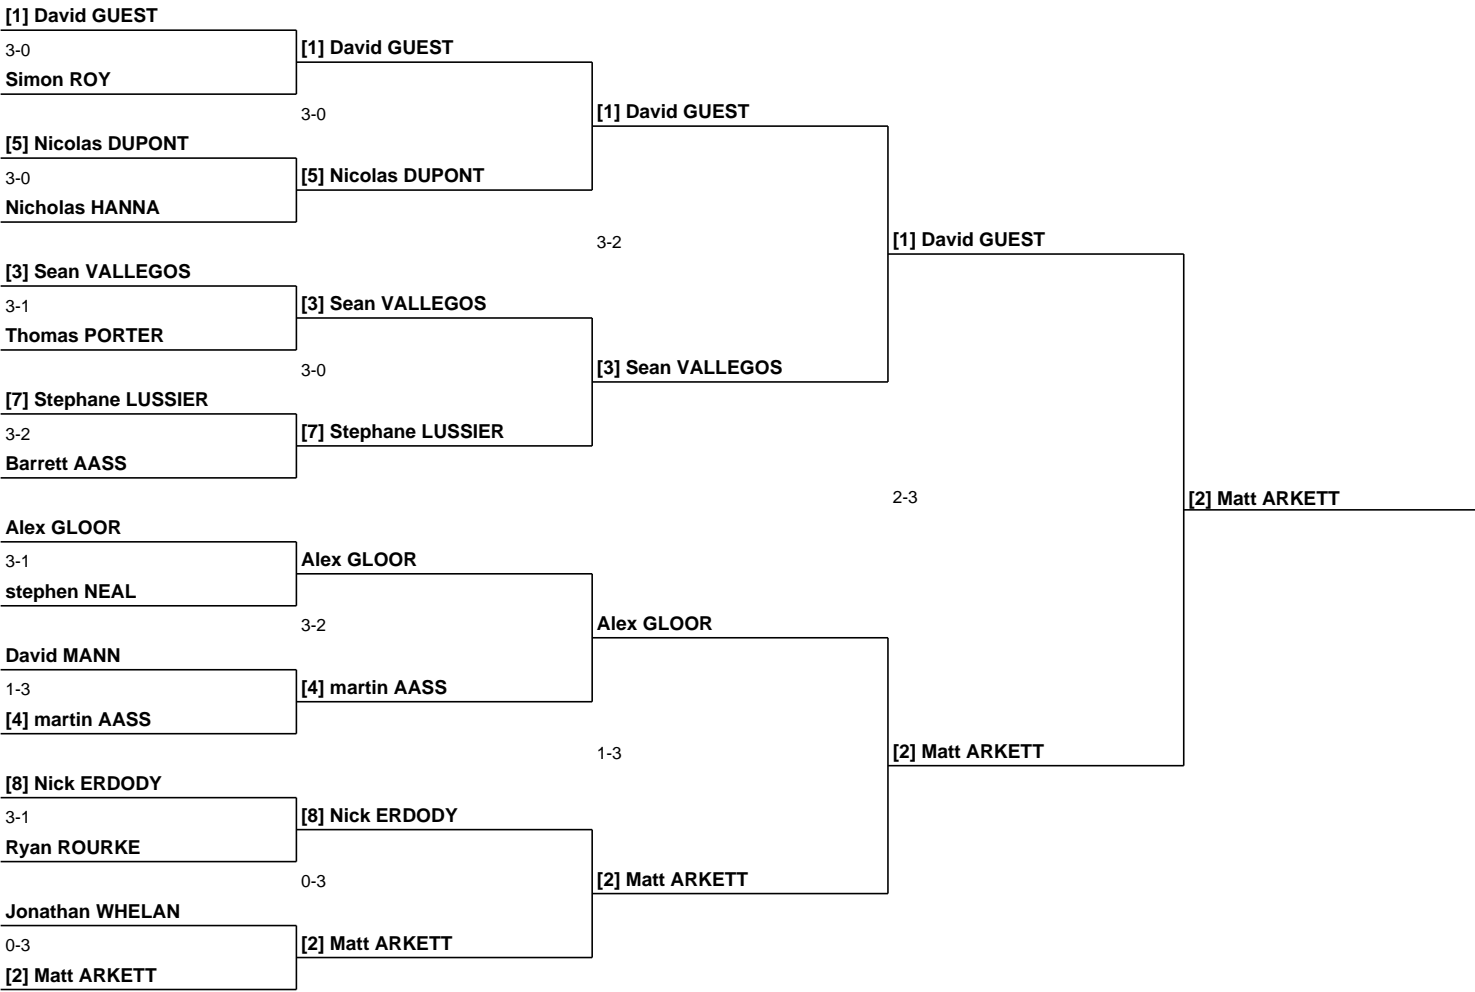 [1] David GUEST
3-0
Simon ROY
[5] Nicolas DUPONT
3-0
Nicholas HANNA
[3] Sean VALLEGOS
3-1
Thomas PORTER
[7] Stephane LUSSIER
3-2
Barrett AASS
Alex GLOOR
3-1
stephen NEAL
David MANN
1-3
[4] martin AASS
[8] Nick ERDODY
3-1
Ryan ROURKE
Jonathan WHELAN
0-3
[2] Matt ARKETT
[1] David GUEST
3-0
[5] Nicolas DUPONT
[3] Sean VALLEGOS
3-0
[7] Stephane LUSSIER
Alex GLOOR
3-2
[4] martin AASS
[8] Nick ERDODY
0-3
[2] Matt ARKETT
[1] David GUEST
3-2
[3] Sean VALLEGOS
Alex GLOOR
1-3
[2] Matt ARKETT
[1] David GUEST
2-3
[2] Matt ARKETT
[2] Matt ARKETT